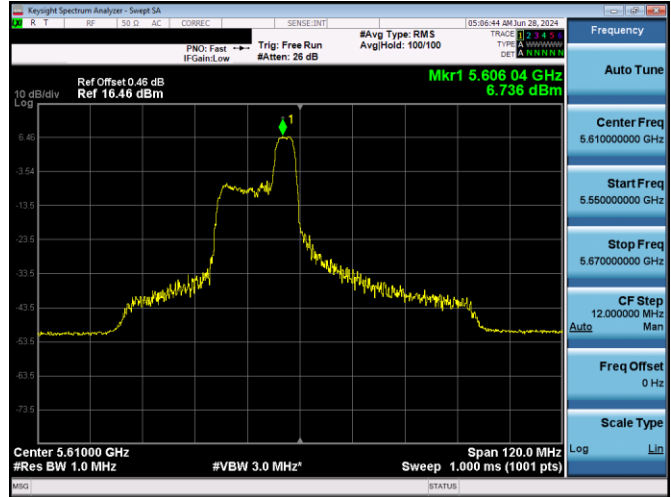 Keysight Spectrum Analyzer - Swept SA
R T RF 50 Ω AC CORREC SENSE:INT 05:06:44 AM Jun 28, 2024
#Avg Type: RMS TRACE 1 2 3 4 5 6
PNO: Fast Trig: Free Run Avg|Hold: 100/100 TYPE A WWWWW
IFGain:Low #Atten: 26 dB DET A N N N N N
Mkr1 5.606 04 GHz
Ref Offset 0.46 dB
10 dB/div Ref 16.46 dBm 6.736 dBm
Log
1
6.46
-3.54
-13.5
-23.5
-33.5
-43.5
-53.5
-63.5
-73.5
Center 5.61000 GHz Span 120.0 MHz
#Res BW 1.0 MHz #VBW 3.0 MHz* Sweep 1.000 ms (1001 pts)
MSG STATUS
Frequency
Auto Tune
Center Freq
5.610000000 GHz
Start Freq
5.550000000 GHz
Stop Freq
5.670000000 GHz
CF Step
12.000000 MHz
Auto Man
Freq Offset
0 Hz
Scale Type
Log Lin